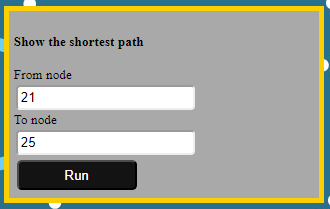 Show the shortest path
From node
21
To node
25
Run